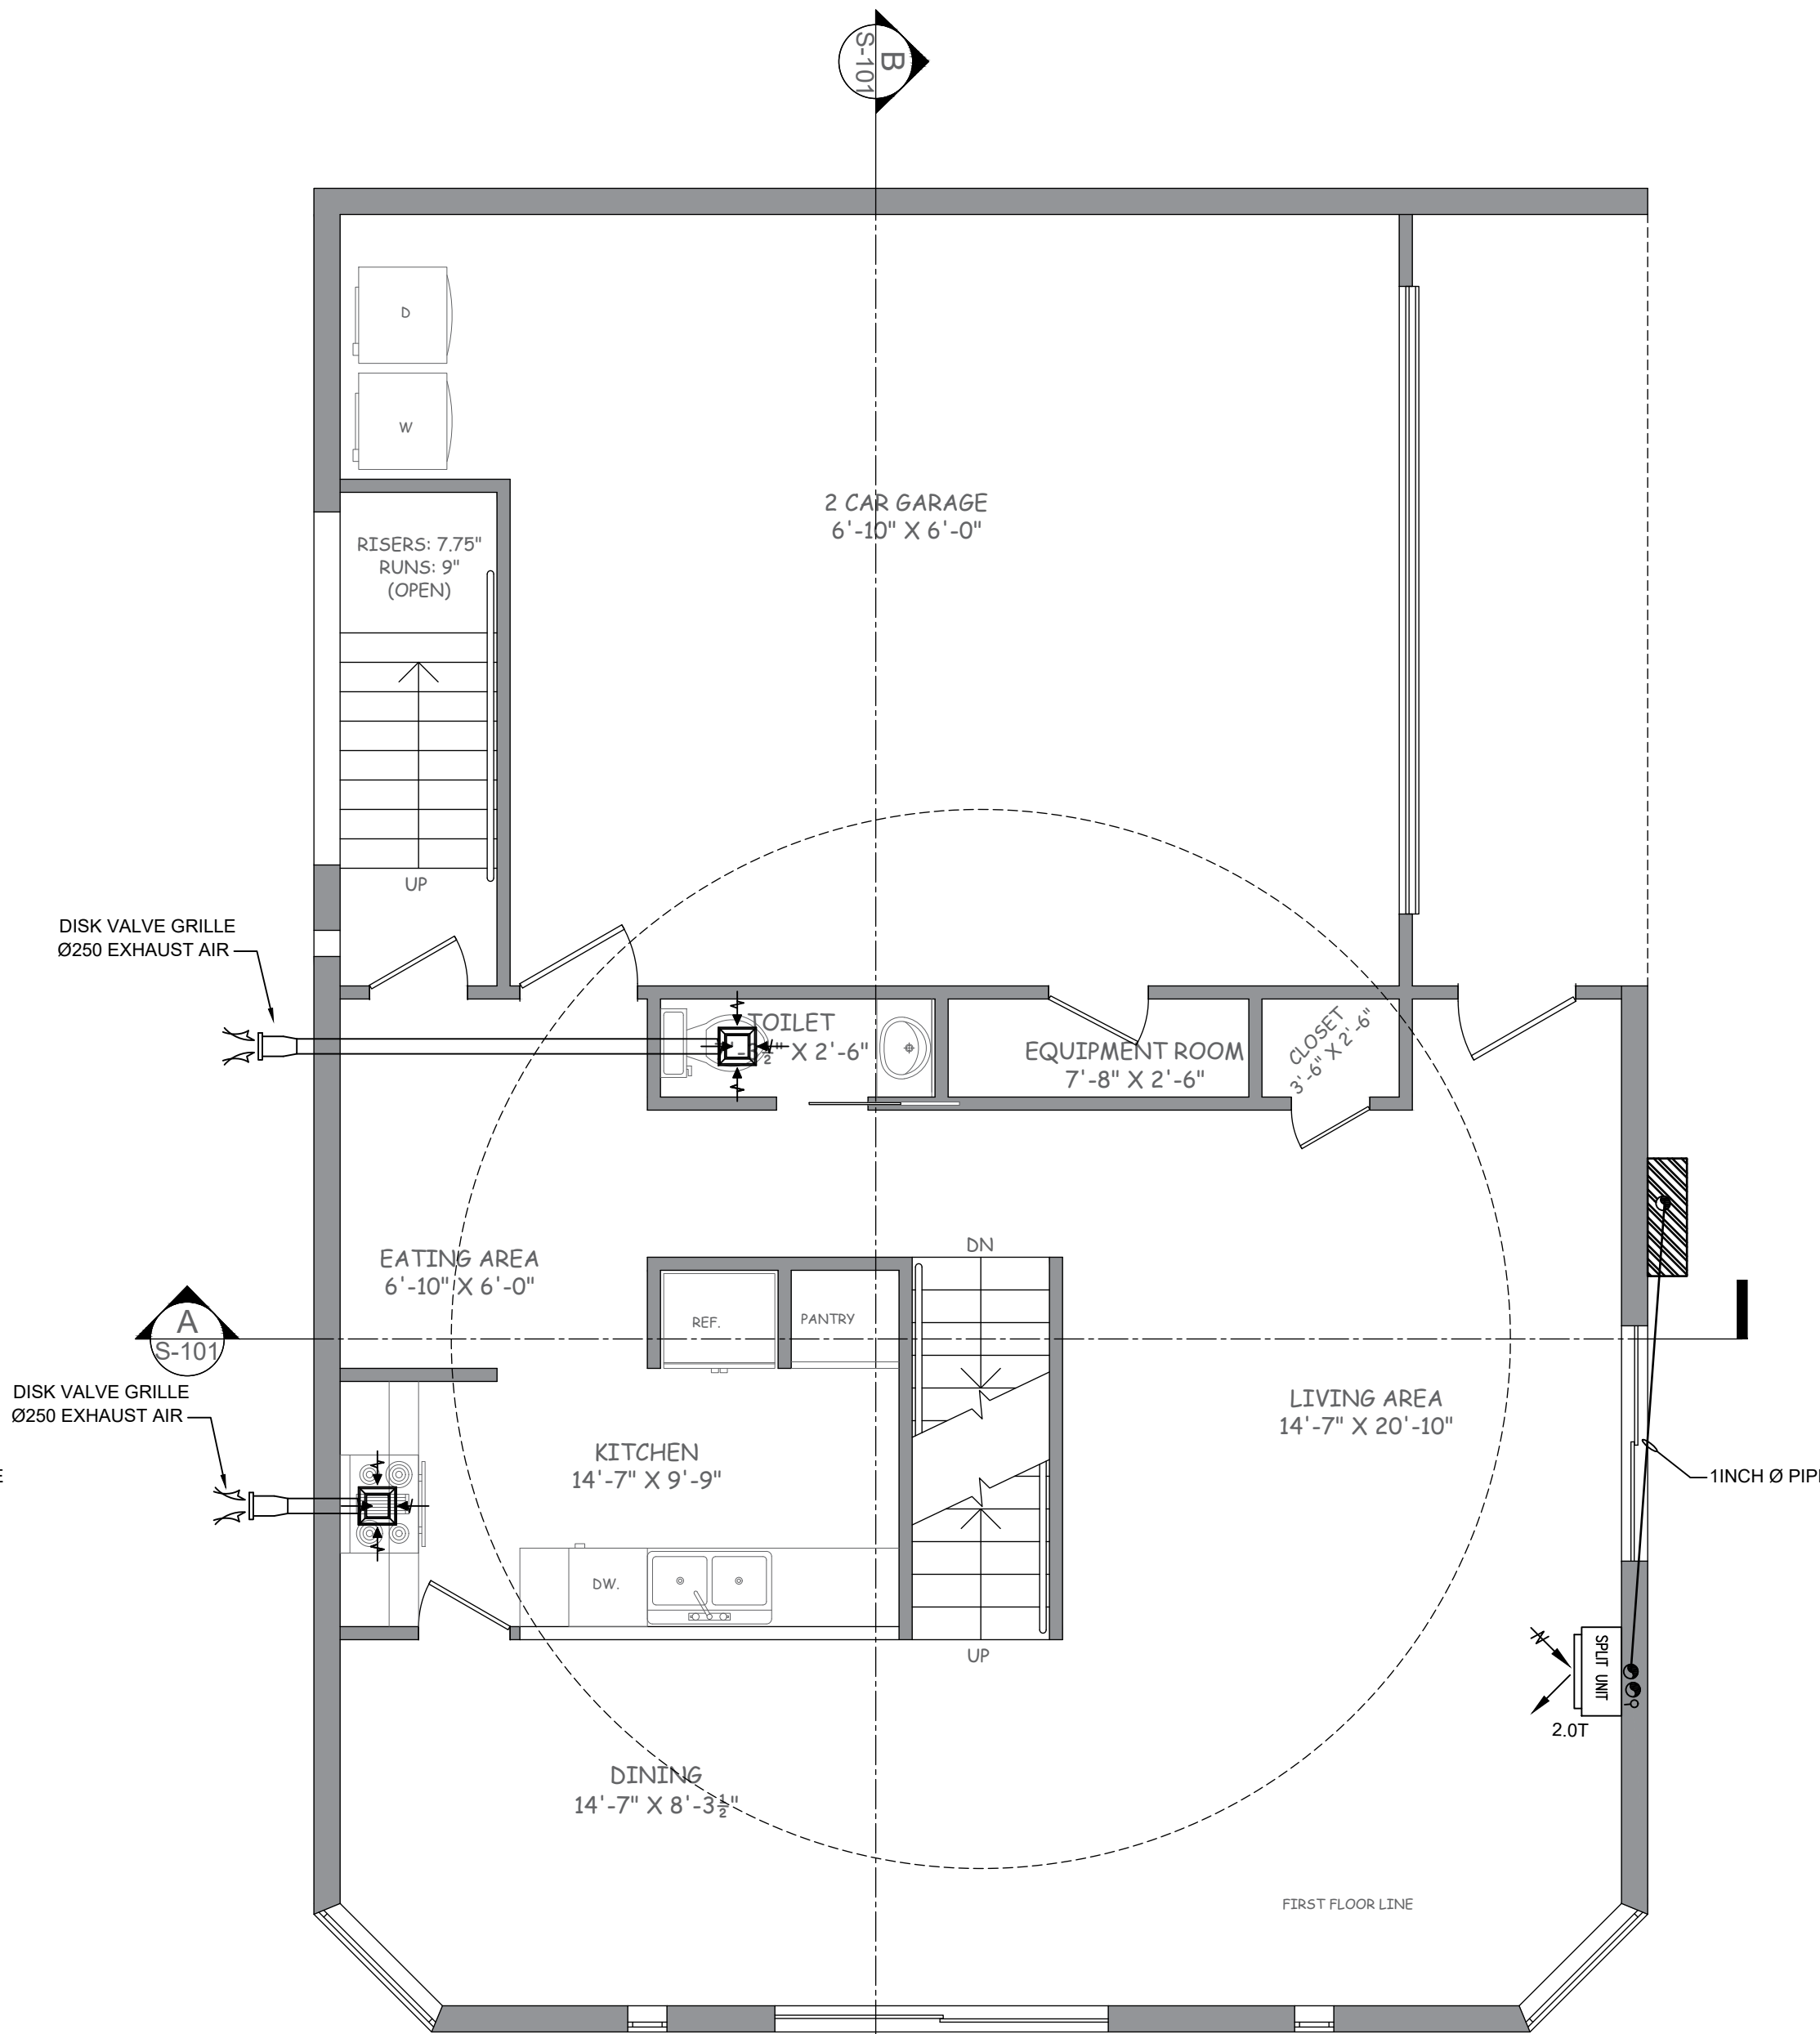 B
S-101
D
W
2 CAR GARAGE
6'-10" X 6'-0"
RISERS: 7.75"
RUNS: 9"
(OPEN)
UP
DISK VALVE GRILLE
Ø250 EXHAUST AIR
TOILET
½" X 2'-6"
EQUIPMENT ROOM
7'-8" X 2'-6"
CLOSET
3'-6" X 2'-6"
EATING AREA
6'-10" X 6'-0"
DN
REF.
PANTRY
A
S-101
DISK VALVE GRILLE
Ø250 EXHAUST AIR
E
LIVING AREA
14'-7" X 20'-10"
KITCHEN
14'-7" X 9'-9"
1INCH Ø PIP
DW.
UP
SPLIT UNIT
2.0T
DINING
14'-7" X 8'-3½"
FIRST FLOOR LINE